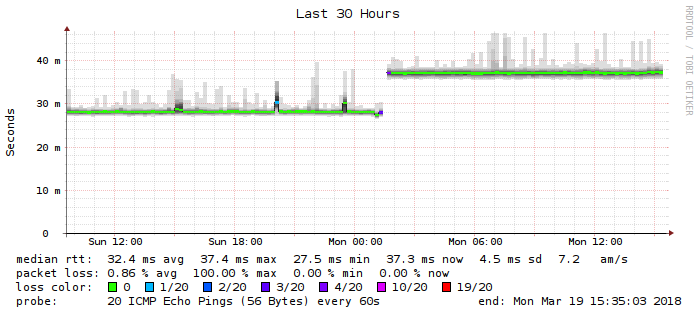 Last 30 Hours
RRDTOOL / TOBI OETIKER
Seconds
40 m
30 m
20 m
10 m
0
Sun 12:00 Sun 18:00 Mon 00:00 Mon 06:00 Mon 12:00
median rtt: 32.4 ms avg 37.4 ms max 27.5 ms min 37.3 ms now 4.5 ms sd 7.2 am/s
packet loss: 0.86 % avg 100.00 % max 0.00 % min 0.00 % now
loss color: 0 1/20 2/20 3/20 4/20 10/20 19/20
probe: 20 ICMP Echo Pings (56 Bytes) every 60s end: Mon Mar 19 15:35:03 2018